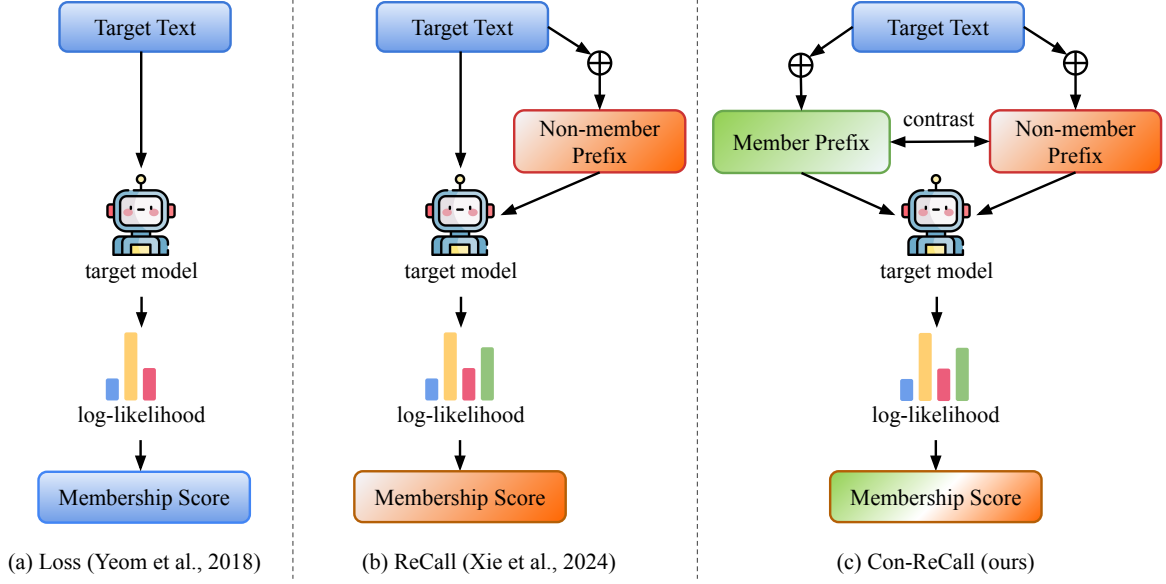 Target Text
target model
log-likelihood
Membership Score
(a) Loss (Yeom et al., 2018)
Target Text
Non-member
Prefix
target model
log-likelihood
Membership Score
(b) ReCall (Xie et al., 2024)
Target Text
Member Prefix
contrast
Non-member
Prefix
target model
log-likelihood
Membership Score
(c) Con-ReCall (ours)